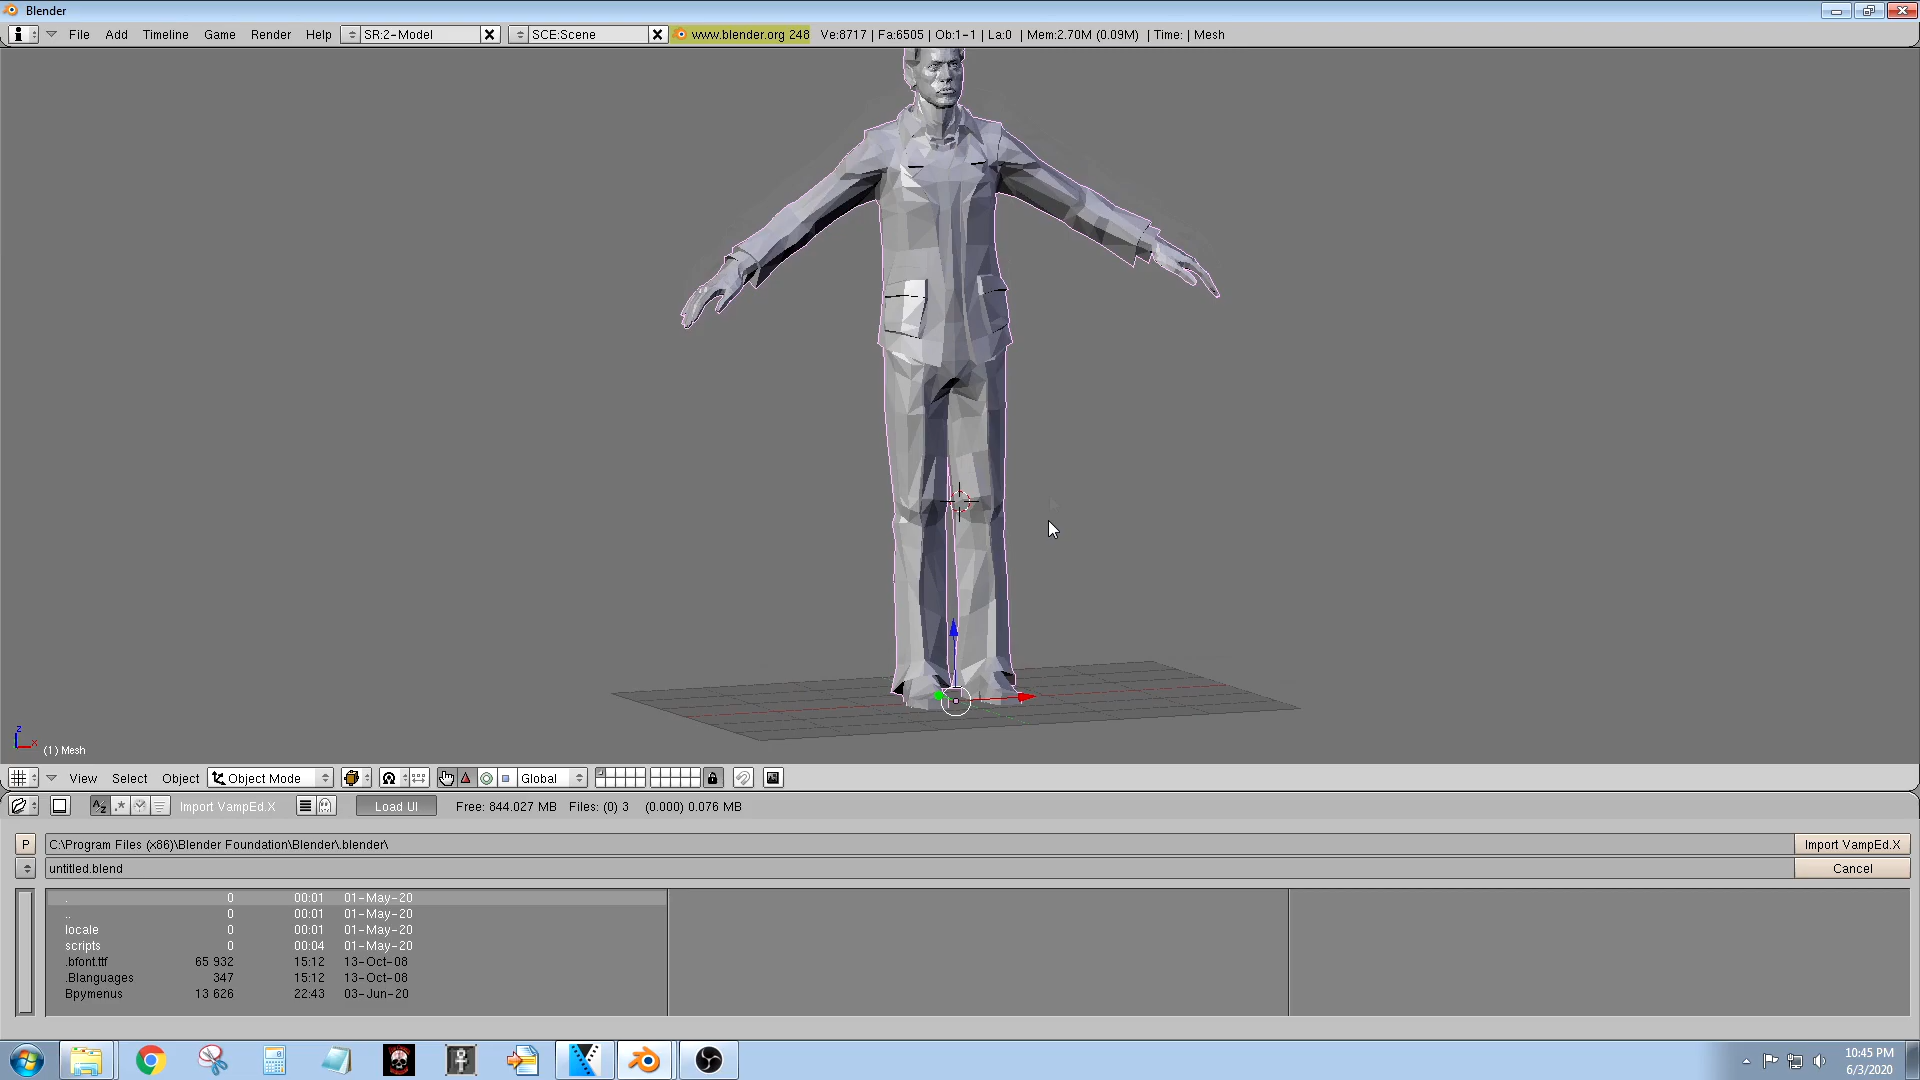 Blender
File Add Timeline Game Render Help SR:2-Model SCE:Scene www.blender.org 248 Ve:8717 | Fa:6505 | Ob:1-1 | La:0 | Mem:2.70M (0.09M) | Time: | Mesh
z
x
(1) Mesh
View Select Object Object Mode Global
Import VampEd.X Load UI Free: 844.027 MB Files: (0) 3 (0.000) 0.076 MB
P C:\Program Files (x86)\Blender Foundation\Blender\.blender\ Import VampEd.X
untitled.blend Cancel
. 0 00:01 01-May-20
.. 0 00:01 01-May-20
locale 0 00:01 01-May-20
scripts 0 00:04 01-May-20
.bfont.ttf 65 932 15:12 13-Oct-08
.Blanguages 347 15:12 13-Oct-08
Bpymenus 13 626 22:43 03-Jun-20
10:45 PM
6/3/2020